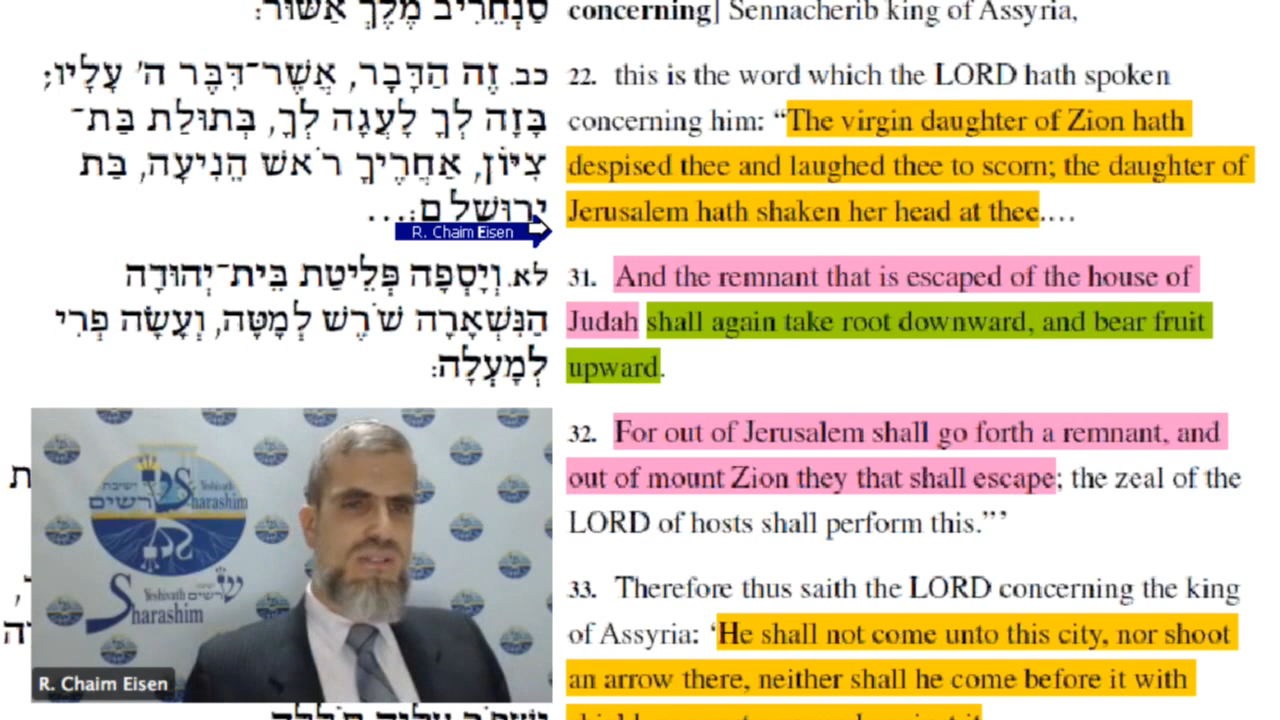 סַנְחֵרִיב מֶלֶךְ אַשּׁוּר:
כב. זֶה הַדָּבָר, אֲשֶׁר־דִּבֶּר ה' עָלָיו;
בָּזָה לְךָ לָעֲגָה לְךָ, בְּתוּלַת בַּת־
צִיּוֹן, אַחֲרֶיךָ רֹאשׁ הֵנִיעָה, בַּת
יְרוּשָׁלִָם:...
R. Chaim Eisen
לא. וְיָסְפָה פְּלֵיטַת בֵּית־יְהוּדָה
הַנִּשְׁאָרָה שֹׁרֶשׁ לְמָטָּה, וְעָשָׂה פְרִי
לְמָעְלָה:
concerning] Sennacherib king of Assyria,
22. this is the word which the LORD hath spoken
concerning him: “The virgin daughter of Zion hath
despised thee and laughed thee to scorn; the daughter of
Jerusalem hath shaken her head at thee….
31. And the remnant that is escaped of the house of
Judah shall again take root downward, and bear fruit
upward.
32. For out of Jerusalem shall go forth a remnant, and
out of mount Zion they that shall escape; the zeal of the
LORD of hosts shall perform this.”’
33. Therefore thus saith the LORD concerning the king
of Assyria: ‘He shall not come unto this city, nor shoot
an arrow there, neither shall he come before it with
ישיבת שרשים
Yeshivath Sharashim
Yeshivath שרשים
Sharashim
R. Chaim Eisen